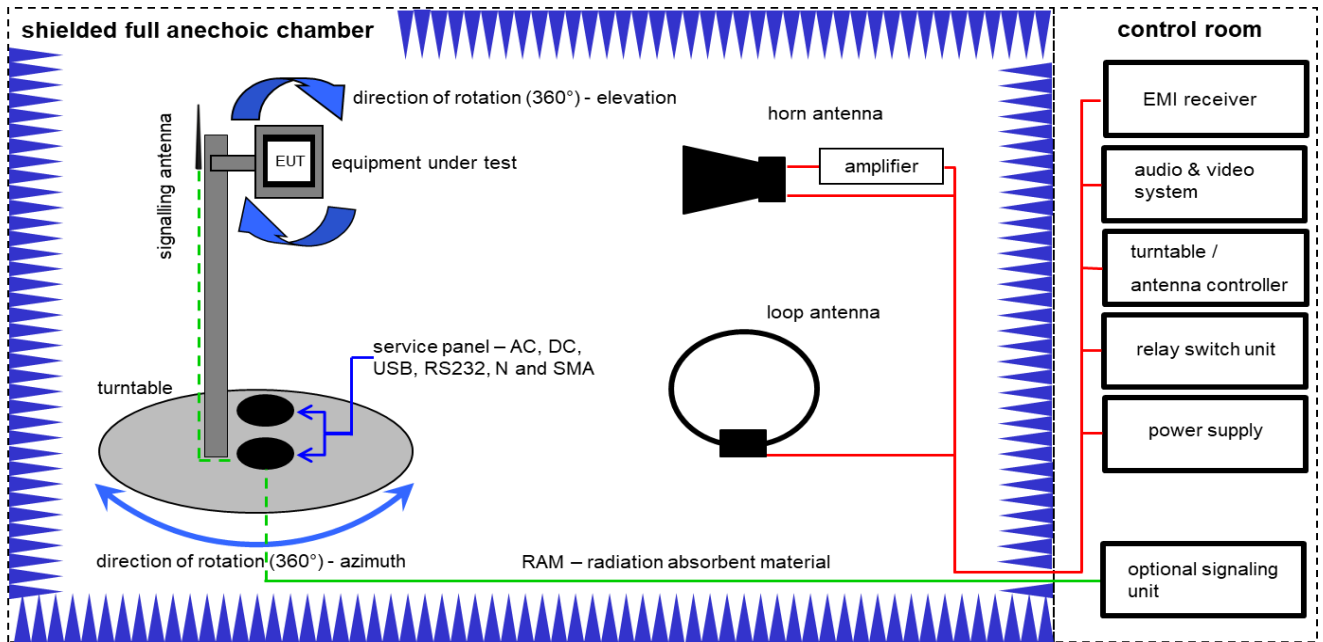 shielded full anechoic chamber
control room
direction of rotation (360°) - elevation
signalling antenna
EUT
equipment under test
horn antenna
amplifier
EMI receiver
audio & video
system
turntable /
antenna controller
loop antenna
service panel – AC, DC,
USB, RS232, N and SMA
turntable
relay switch unit
power supply
direction of rotation (360°) - azimuth
RAM – radiation absorbent material
optional signaling
unit